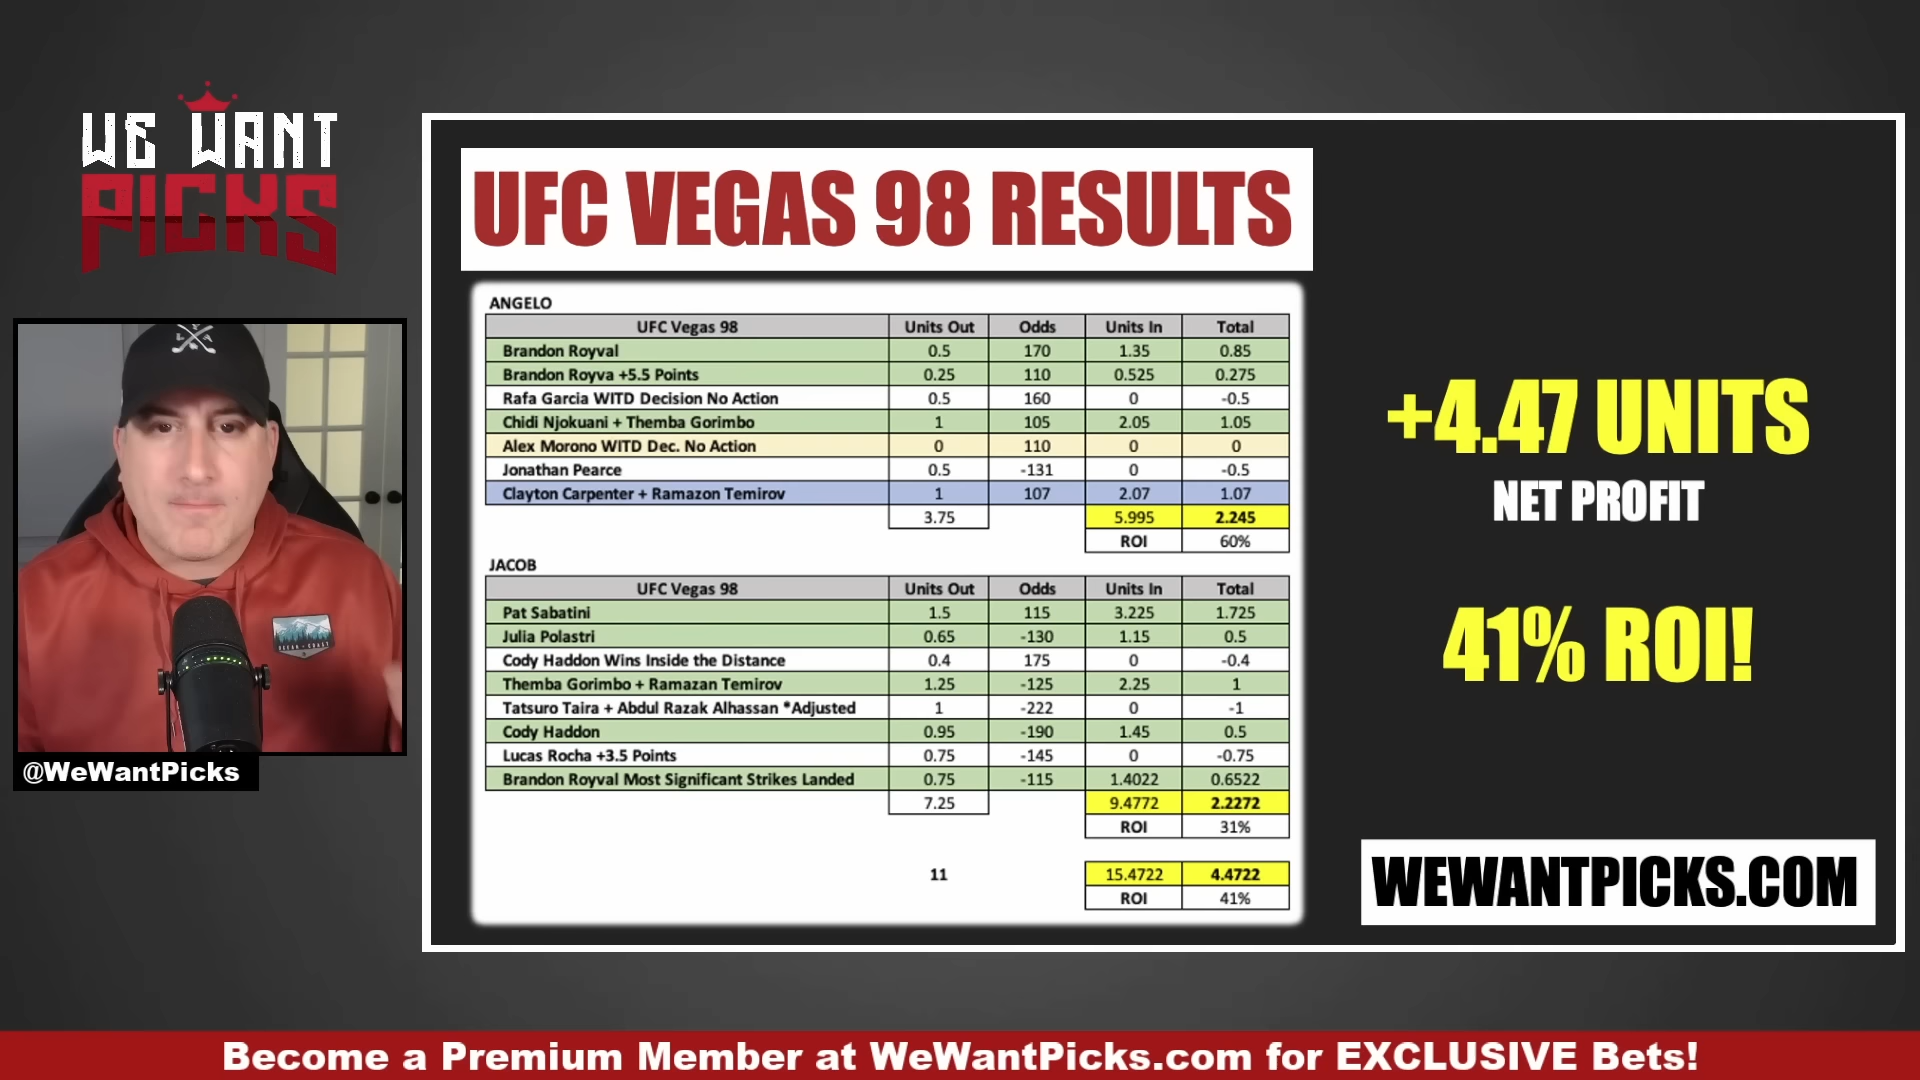 WE WANT
PICKS
@WeWantPicks
UFC VEGAS 98 RESULTS
ANGELO
UFC Vegas 98 Units Out Odds Units In Total
Brandon Royval 0.5 170 1.35 0.85
Brandon Royva +5.5 Points 0.25 110 0.525 0.275
Rafa Garcia WITD Decision No Action 0.5 160 0 -0.5
Chidi Njokuani + Themba Gorimbo 1 105 2.05 1.05
Alex Morono WITD Dec. No Action 0 110 0 0
Jonathan Pearce 0.5 -131 0 -0.5
Clayton Carpenter + Ramazon Temirov 1 107 2.07 1.07
3.75 5.995 2.245
ROI 60%
JACOB
UFC Vegas 98 Units Out Odds Units In Total
Pat Sabatini 1.5 115 3.225 1.725
Julia Polastri 0.65 -130 1.15 0.5
Cody Haddon Wins Inside the Distance 0.4 175 0 -0.4
Themba Gorimbo + Ramazan Temirov 1.25 -125 2.25 1
Tatsuro Taira + Abdul Razak Alhassan *Adjusted 1 -222 0 -1
Cody Haddon 0.95 -190 1.45 0.5
Lucas Rocha +3.5 Points 0.75 -145 0 -0.75
Brandon Royval Most Significant Strikes Landed 0.75 -115 1.4022 0.6522
7.25 9.4772 2.2272
ROI 31%
11 15.4722 4.4722
ROI 41%
+4.47 UNITS
NET PROFIT
41% ROI!
WEWANTPICKS.COM
Become a Premium Member at WeWantPicks.com for EXCLUSIVE Bets!